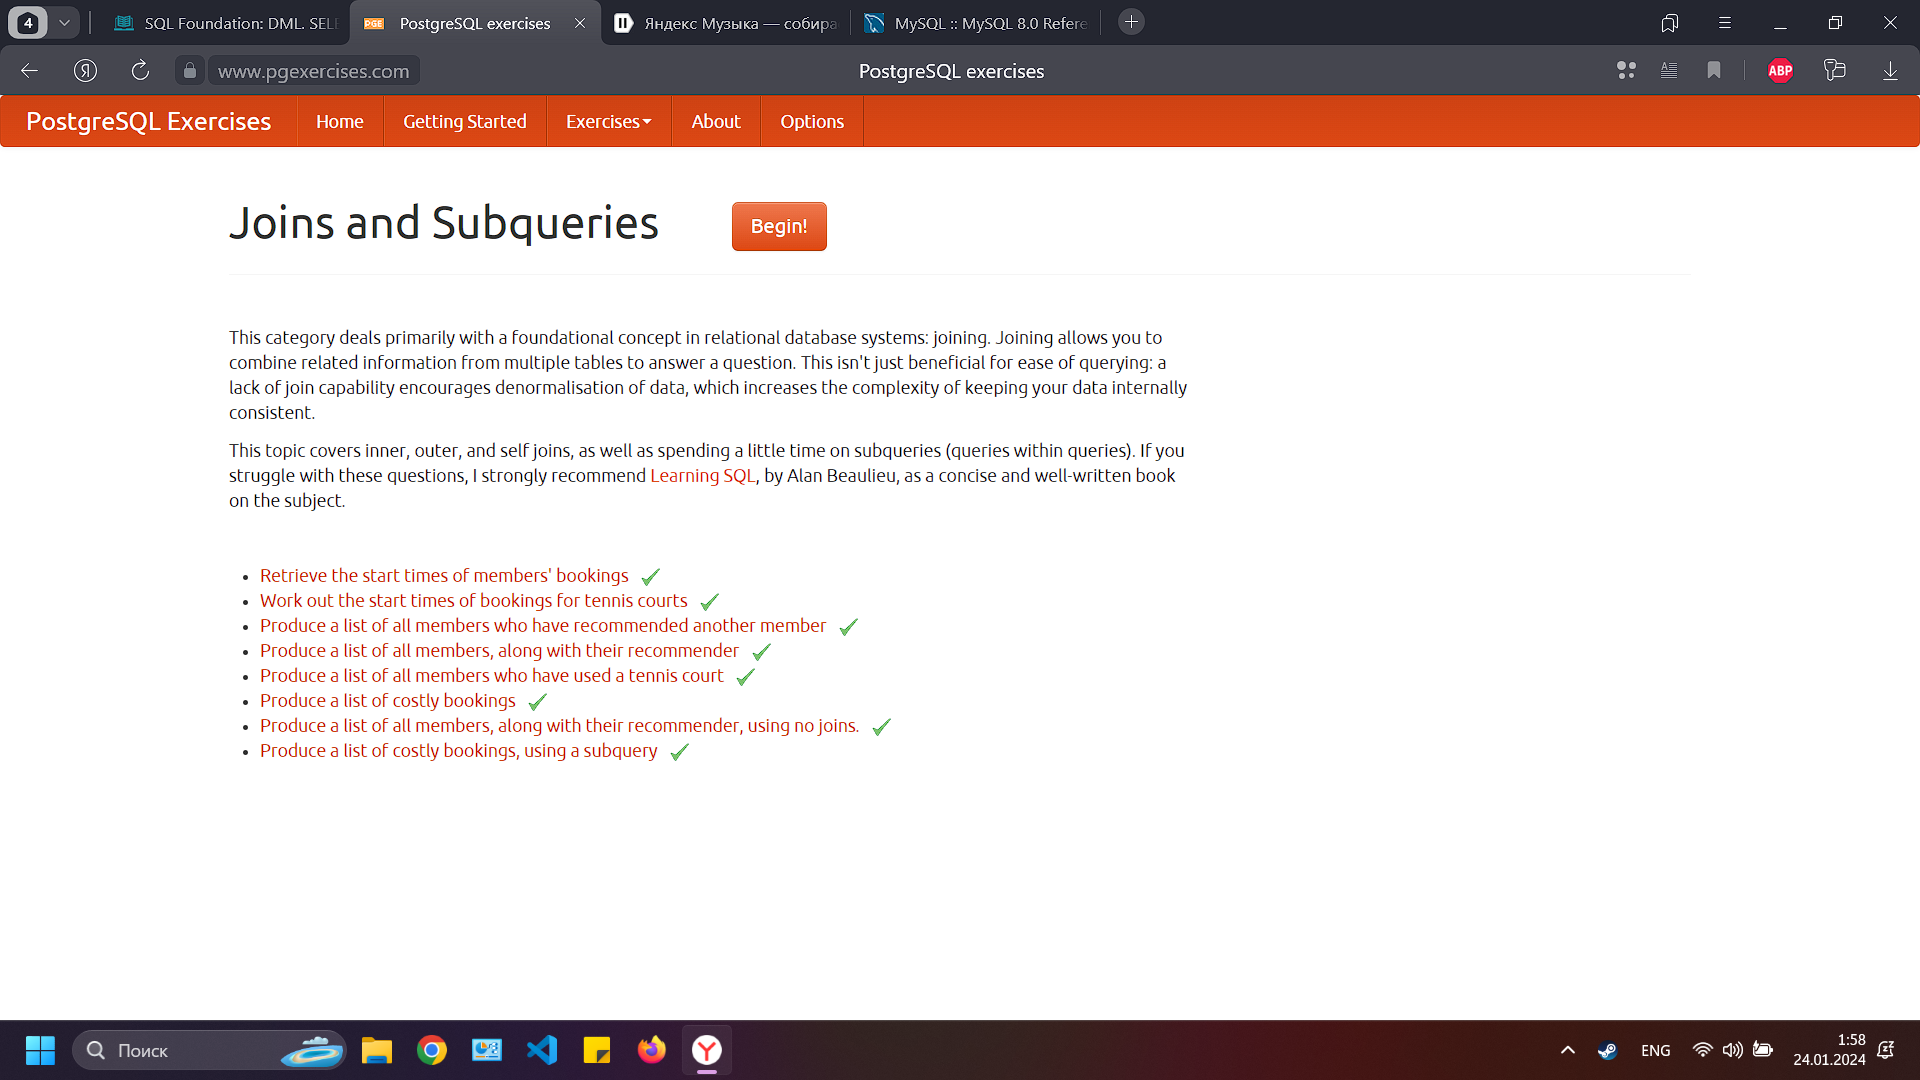 4
SQL Foundation: DML. SELE
PGE
PostgreSQL exercises
Яндекс Музыка — собира
MySQL :: MySQL 8.0 Refere
Я
www.pgexercises.com
PostgreSQL exercises
ABP
PostgreSQL Exercises
Home
Getting Started
Exercises
About
Options
Joins and Subqueries
Begin!
This category deals primarily with a foundational concept in relational database systems: joining. Joining allows you to
combine related information from multiple tables to answer a question. This isn't just beneficial for ease of querying: a
lack of join capability encourages denormalisation of data, which increases the complexity of keeping your data internally
consistent.
This topic covers inner, outer, and self joins, as well as spending a little time on subqueries (queries within queries). If you
struggle with these questions, I strongly recommend Learning SQL, by Alan Beaulieu, as a concise and well-written book
on the subject.
• Retrieve the start times of members' bookings
• Work out the start times of bookings for tennis courts
• Produce a list of all members who have recommended another member
• Produce a list of all members, along with their recommender
• Produce a list of all members who have used a tennis court
• Produce a list of costly bookings
• Produce a list of all members, along with their recommender, using no joins.
• Produce a list of costly bookings, using a subquery
Поиск
ENG
1:58
24.01.2024